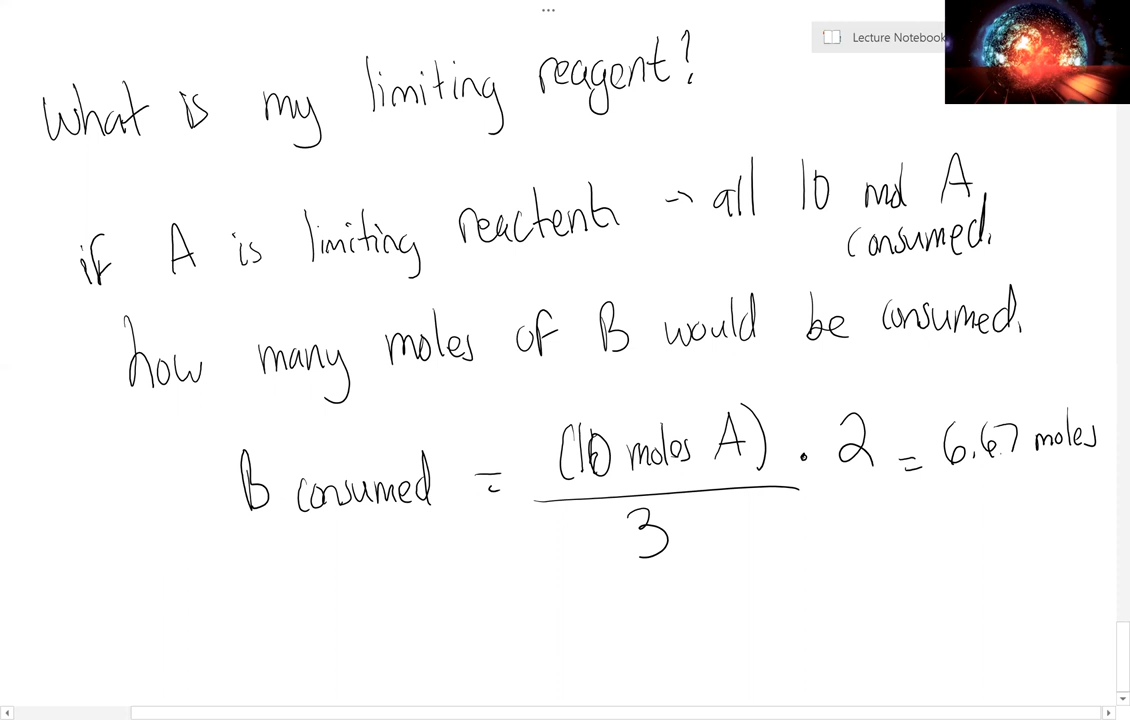 Lecture Notebook
What is my limiting reagent?
if A is limiting reactent → all 10 mol A
consumed.
how many moles of B would be consumed.
B consumed = (10 moles A) · 2 = 6.67 moles
3